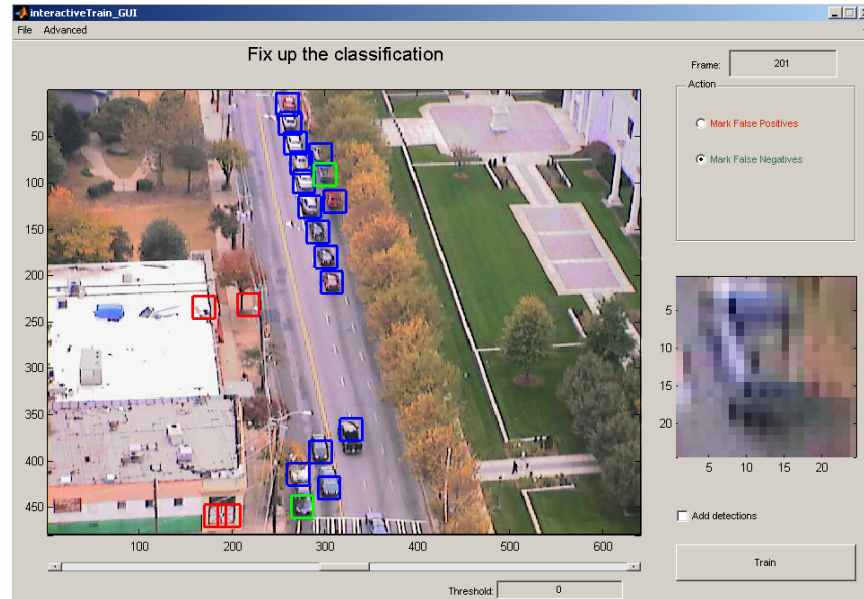 interactiveTrain_GUI
File Advanced
Fix up the classification
Frame: 201
Action
Mark False Positives
Mark False Negatives
50
100
150
200
250
300
350
400
450
100 200 300 400 500 600
5
10
15
20
5 10 15 20
Add detections
Train
Threshold: 0